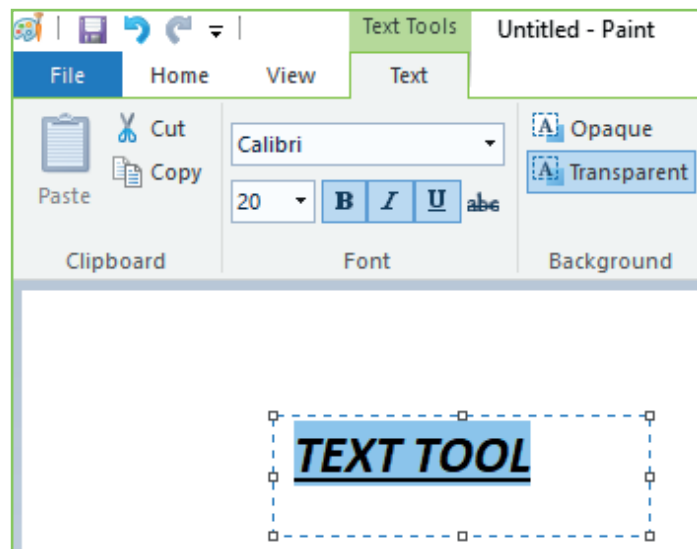 Text Tools Untitled - Paint
File Home View Text
Cut
Copy
Paste
Calibri
20 B I U abc
Opaque
Transparent
Clipboard Font Background
TEXT TOOL